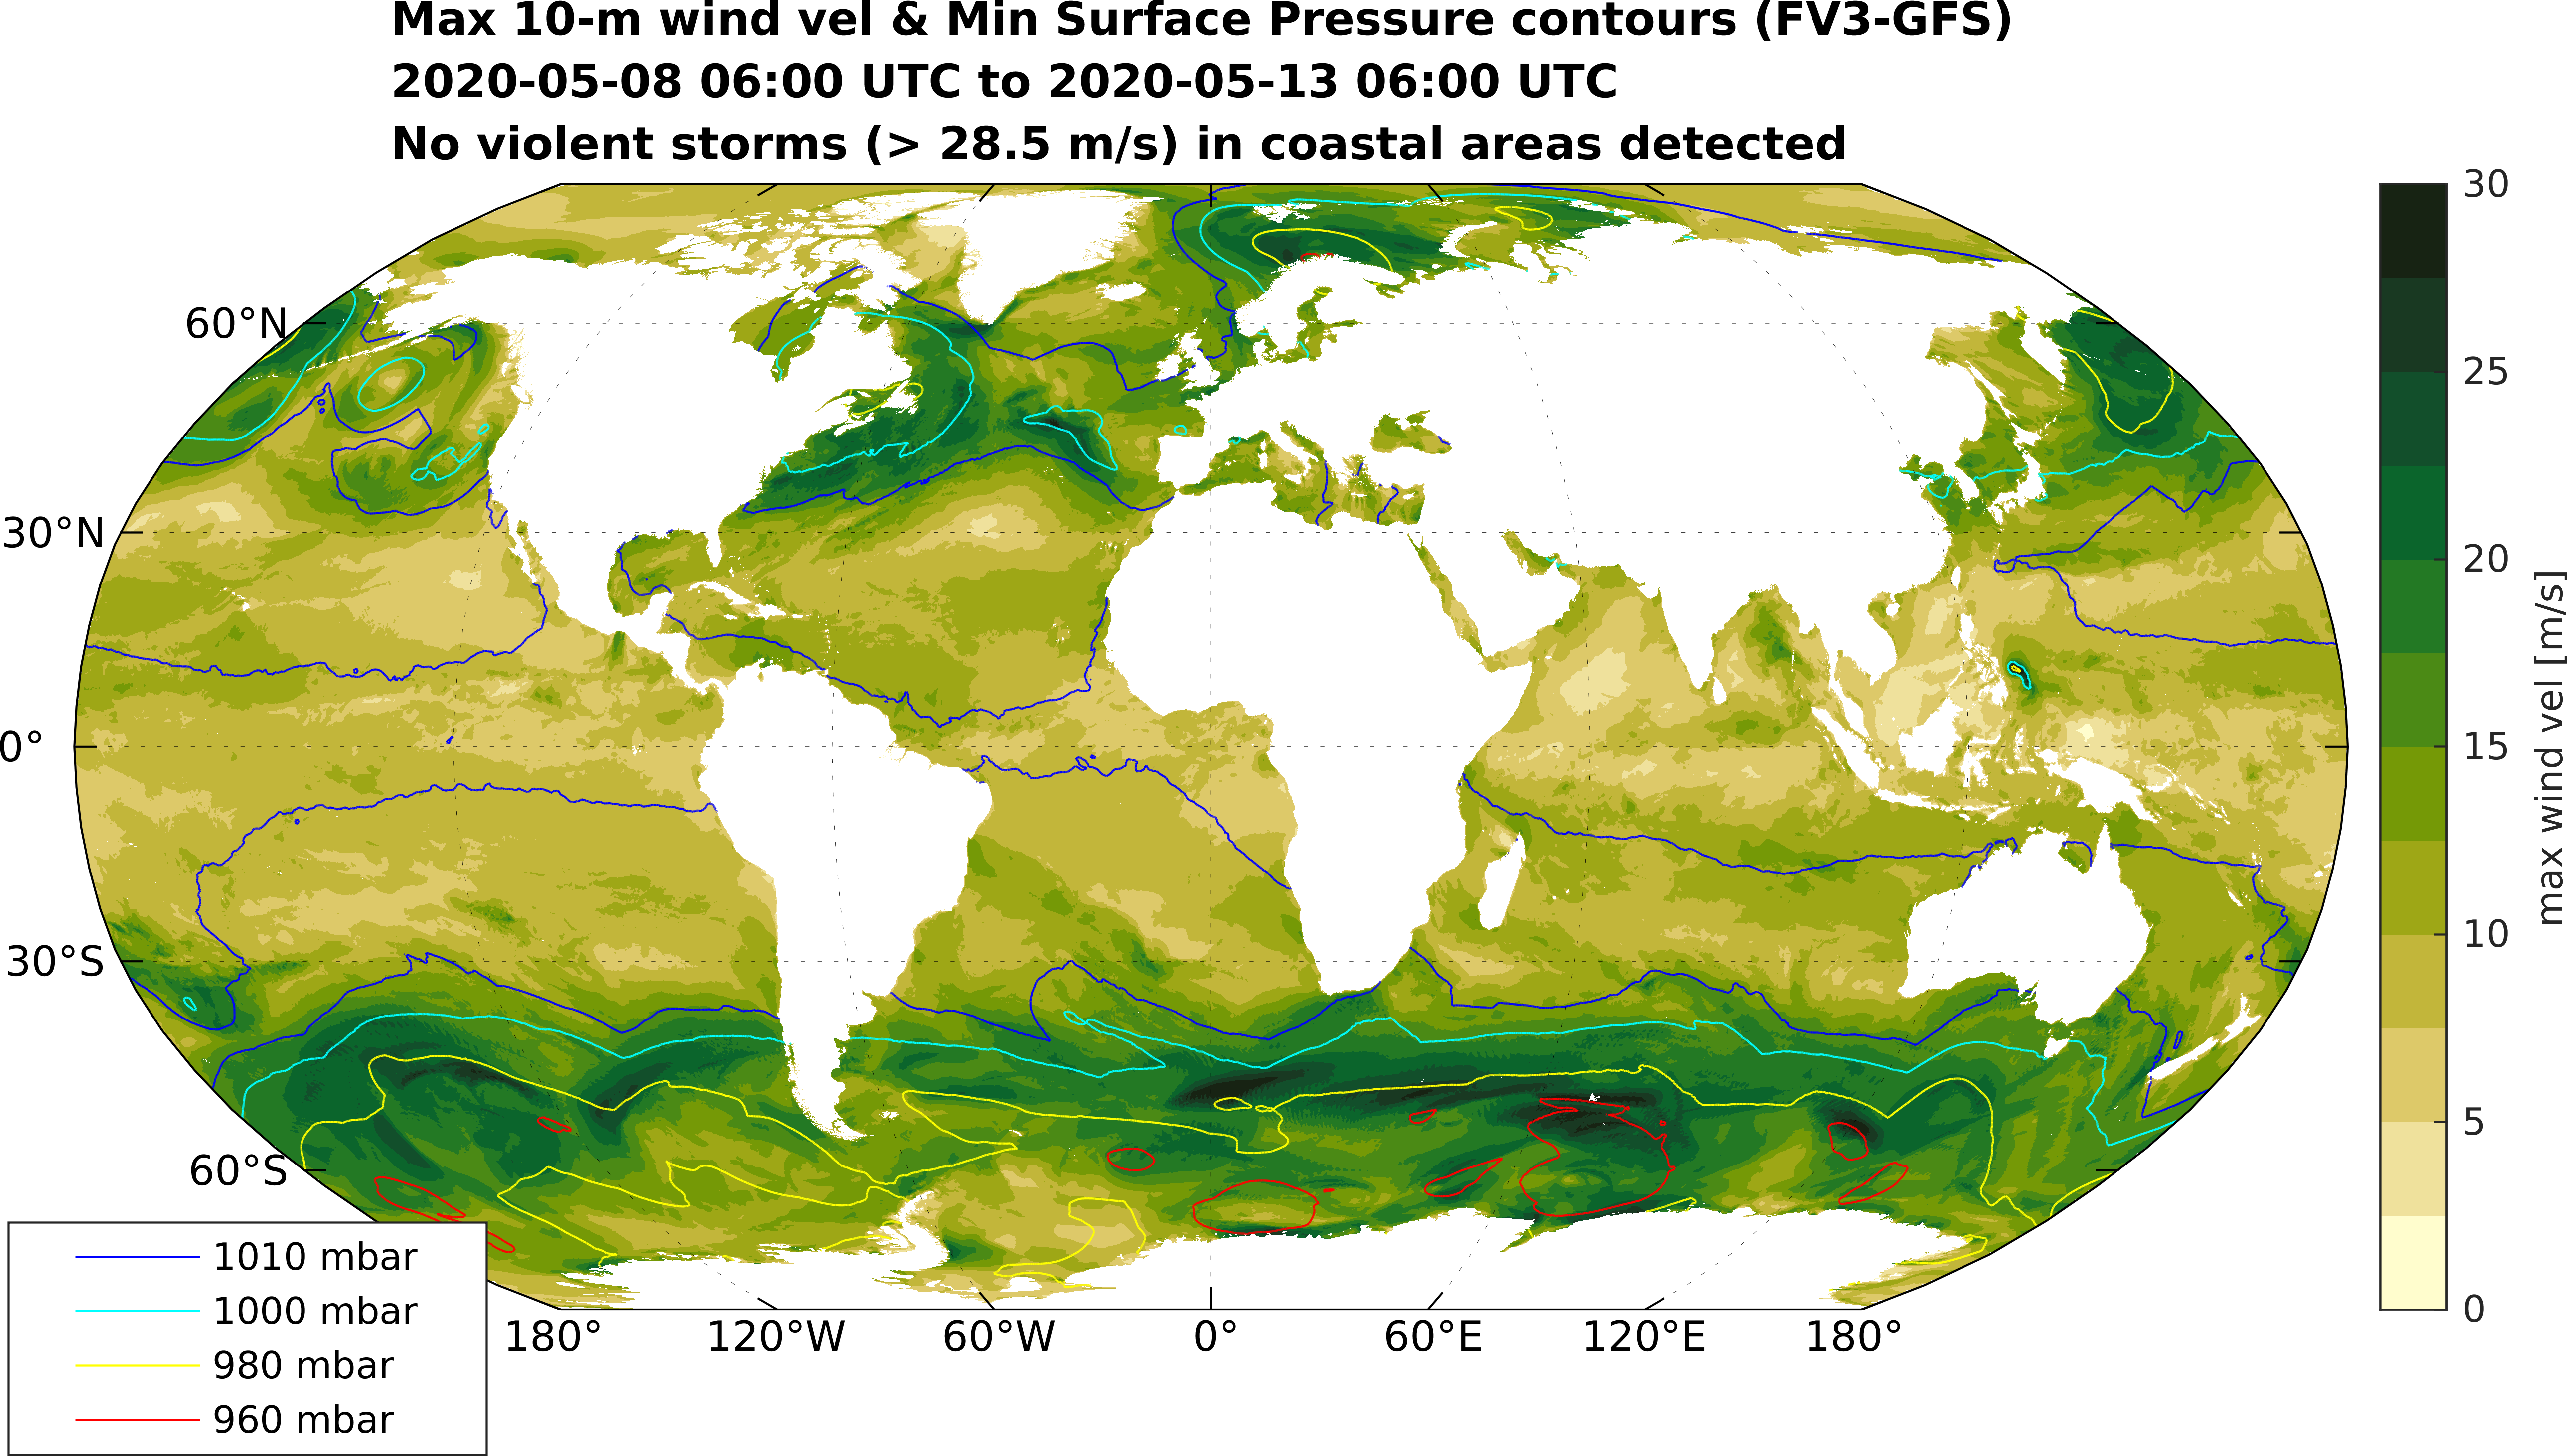 Max 10-m wind vel & Min Surface Pressure contours (FV3-GFS)
2020-05-08 06:00 UTC to 2020-05-13 06:00 UTC
No violent storms (> 28.5 m/s) in coastal areas detected
60°N
30°N
0°
30°S
60°S
180°
120°W
60°W
0°
60°E
120°E
180°
1010 mbar
1000 mbar
980 mbar
960 mbar
30
25
20
15
10
5
0
max wind vel [m/s]